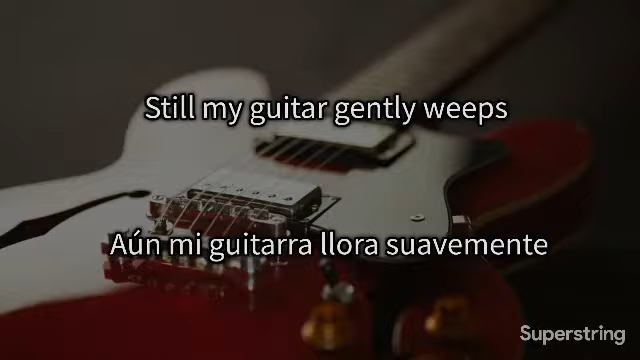 Still my guitar gently weeps
Aún mi guitarra llora suavemente
Superstring